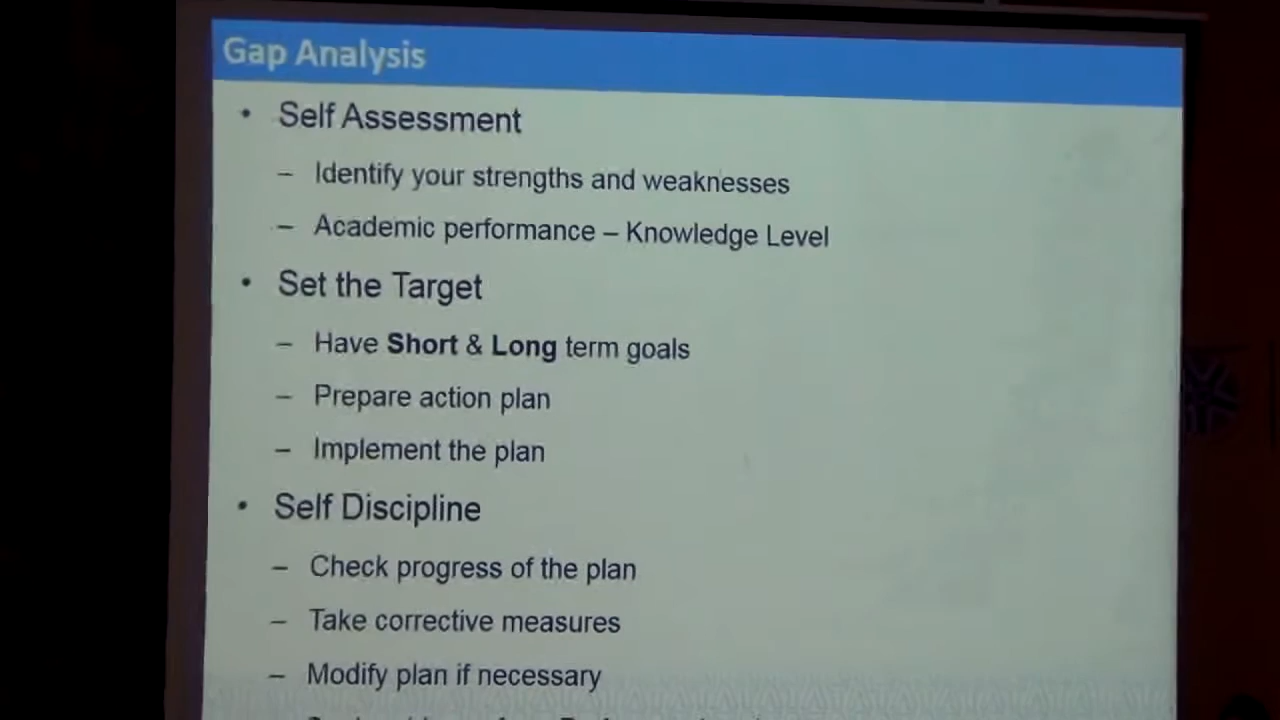 Gap Analysis
• Self Assessment
– Identify your strengths and weaknesses
– Academic performance – Knowledge Level
• Set the Target
– Have Short & Long term goals
– Prepare action plan
– Implement the plan
• Self Discipline
– Check progress of the plan
– Take corrective measures
– Modify plan if necessary